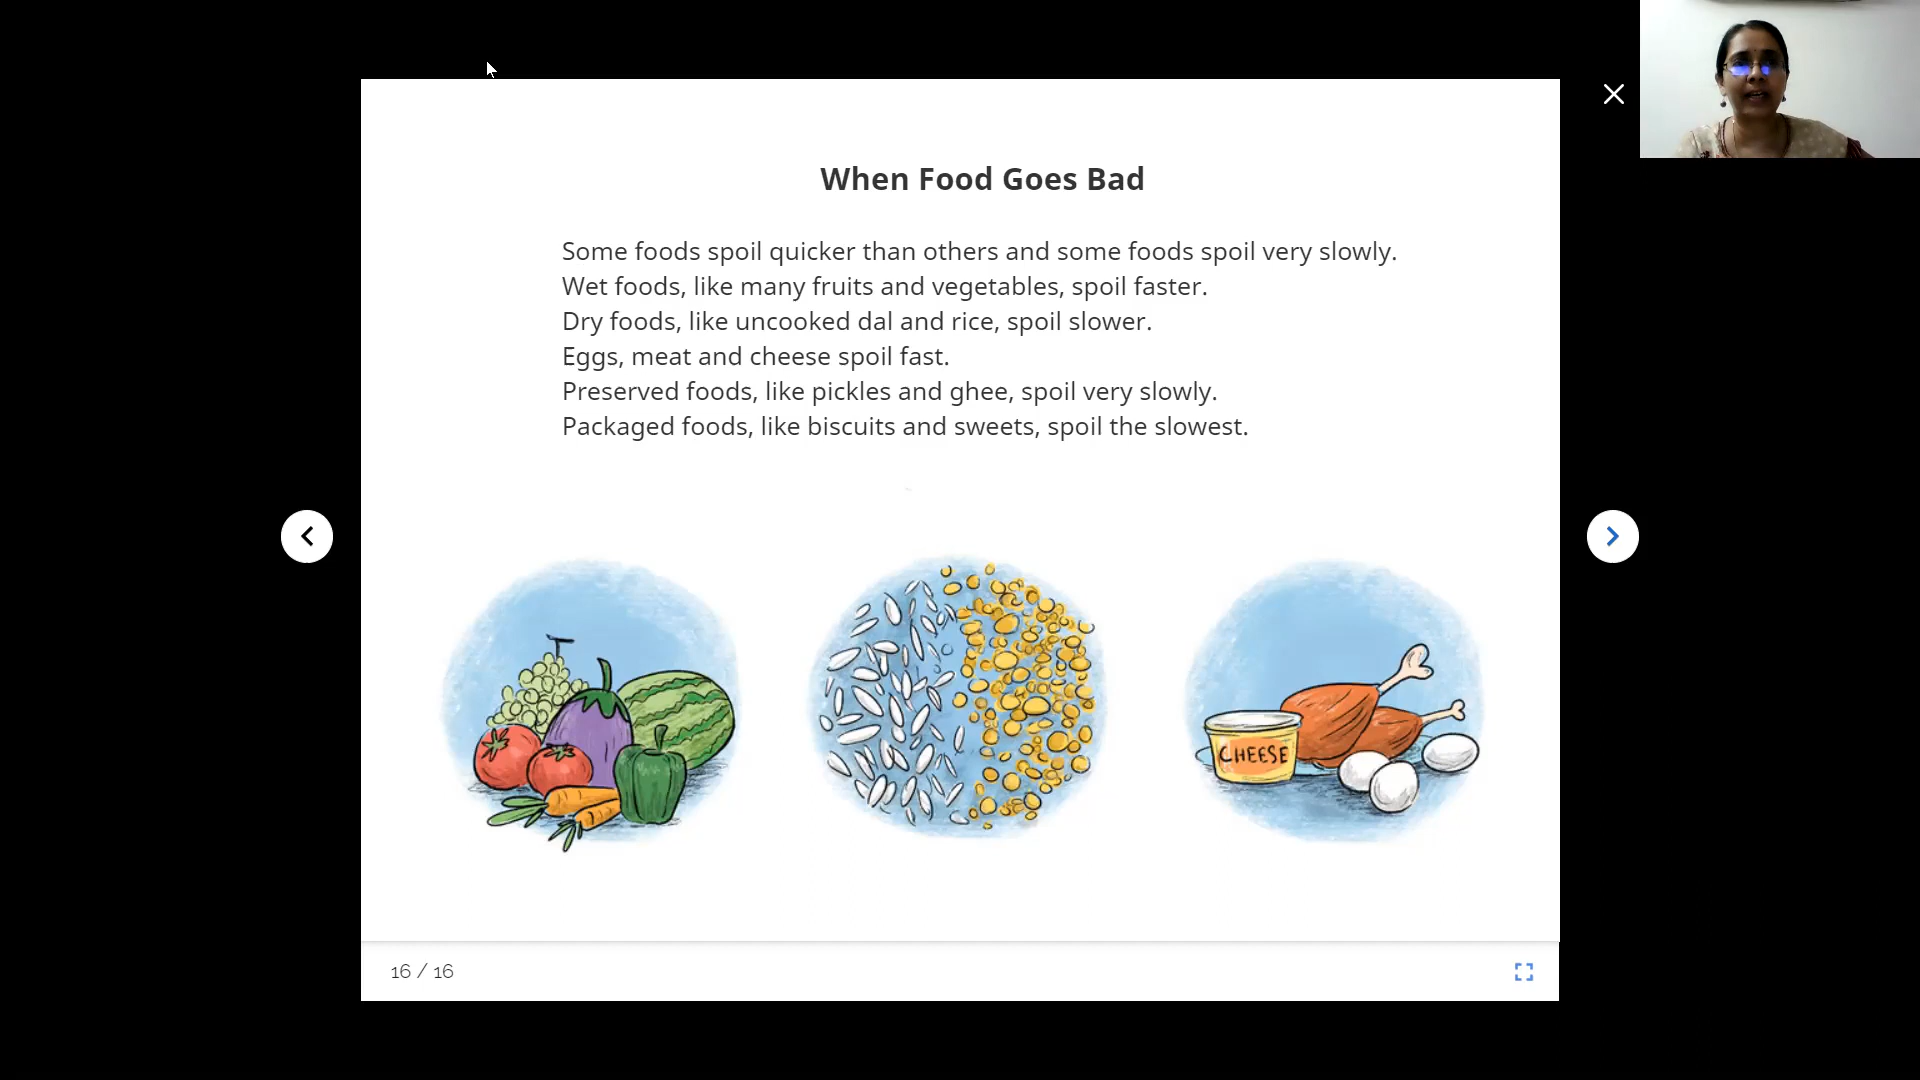 When Food Goes Bad
Some foods spoil quicker than others and some foods spoil very slowly.
Wet foods, like many fruits and vegetables, spoil faster.
Dry foods, like uncooked dal and rice, spoil slower.
Eggs, meat and cheese spoil fast.
Preserved foods, like pickles and ghee, spoil very slowly.
Packaged foods, like biscuits and sweets, spoil the slowest.
CHEESE
16 / 16